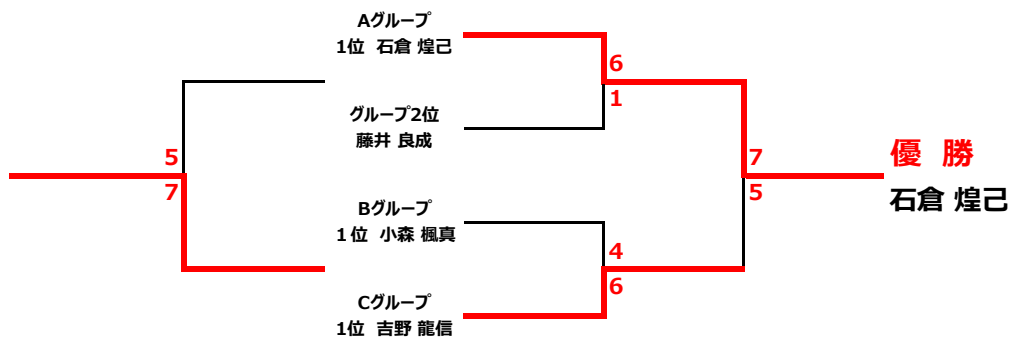 Aグループ
1位 石倉 煌己
6
1
グループ2位
藤井 良成
5
7
7
5
優 勝
石倉 煌己
Bグループ
１位 小森 楓真
4
6
Cグループ
1位 吉野 龍信